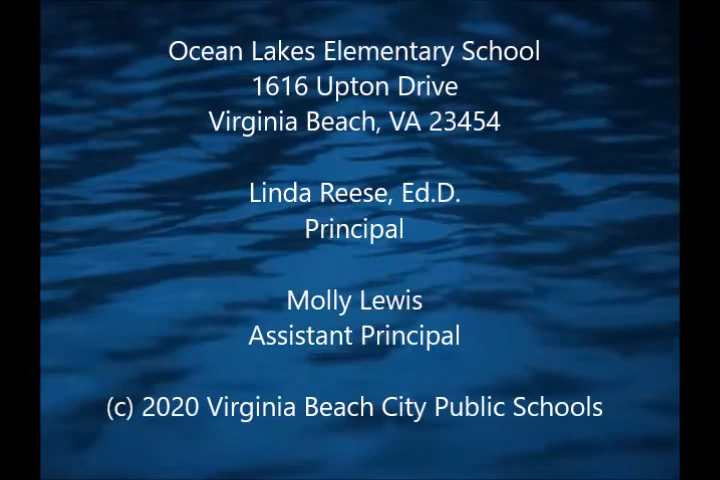 Ocean Lakes Elementary School
1616 Upton Drive
Virginia Beach, VA 23454
Linda Reese, Ed.D.
Principal
Molly Lewis
Assistant Principal
(c) 2020 Virginia Beach City Public Schools